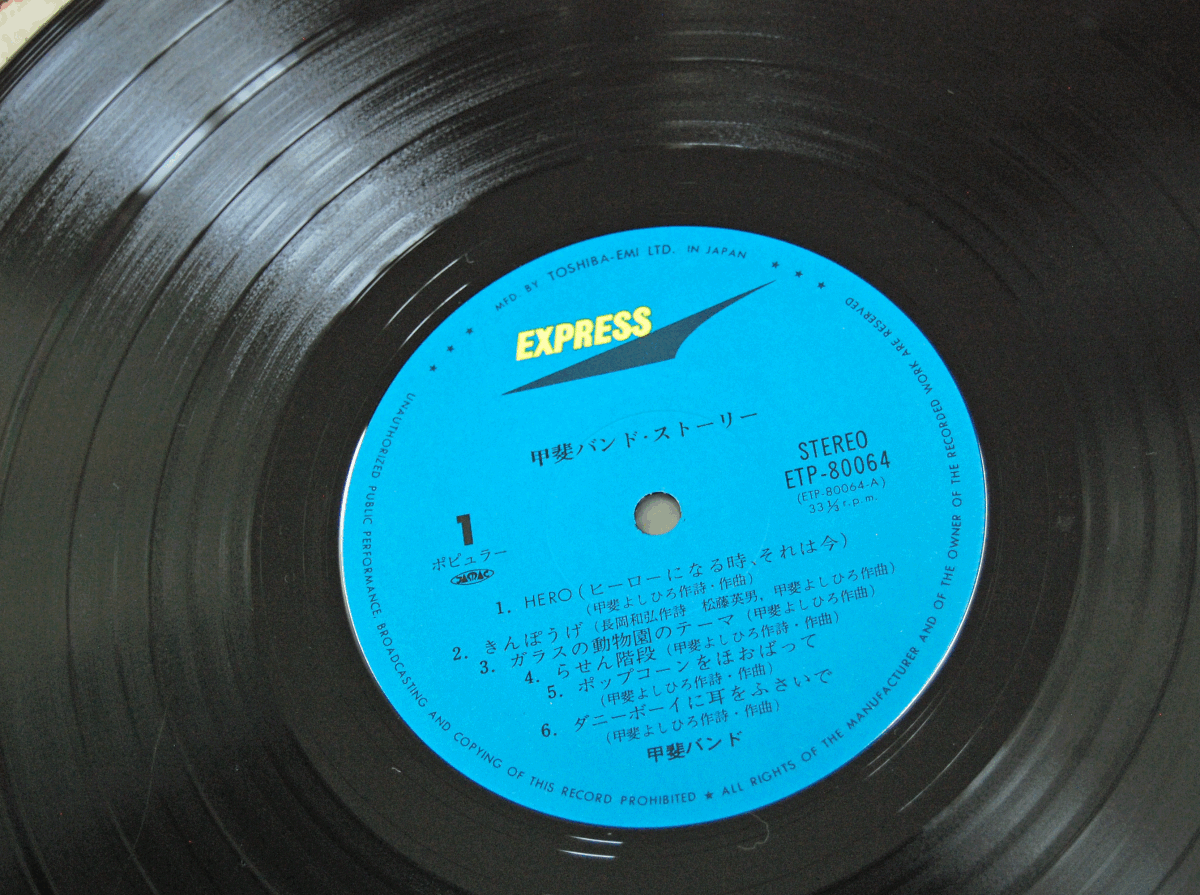 MFD. BY TOSHIBA-EMI LTD. IN JAPAN
EXPRESS
甲斐バンド・ストーリー
STEREO
ETP-80064
(ETP-80064-A)
33 1/3 r.p.m.
1
ポピュラー
JASRAC
1. HERO(ヒーローになる時、それは今)
(甲斐よしひろ作詩・作曲)
2. きんぽうげ(長岡和弘作詩 松藤英男, 甲斐よしひろ作曲)
3. ガラスの動物園のテーマ(甲斐よしひろ作曲)
4. らせん階段(甲斐よしひろ作詩・作曲)
5. ポップコーンをほおばって
(甲斐よしひろ作詩・作曲)
6. ダニーボーイに耳をふさいで
(甲斐よしひろ作詩・作曲)
甲斐バンド
UNAUTHORIZED PUBLIC PERFORMANCE, BROADCASTING AND COPYING OF THIS RECORD PROHIBITED ★ ALL RIGHTS OF THE MANUFACTURER AND OF THE OWNER OF THE RECORDED WORK ARE RESERVED